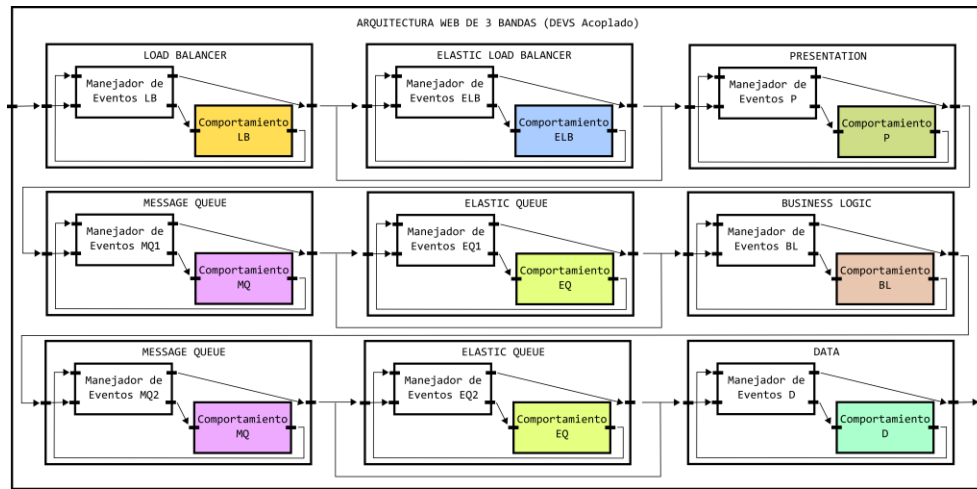 ARQUITECTURA WEB DE 3 BANDAS (DEVS Acoplado)
LOAD BALANCER
Manejador de
Eventos LB
Comportamiento
LB
ELASTIC LOAD BALANCER
Manejador de
Eventos ELB
Comportamiento
ELB
PRESENTATION
Manejador de
Eventos P
Comportamiento
P
MESSAGE QUEUE
Manejador de
Eventos MQ1
Comportamiento
MQ
ELASTIC QUEUE
Manejador de
Eventos EQ1
Comportamiento
EQ
BUSINESS LOGIC
Manejador de
Eventos BL
Comportamiento
BL
MESSAGE QUEUE
Manejador de
Eventos MQ2
Comportamiento
MQ
ELASTIC QUEUE
Manejador de
Eventos EQ2
Comportamiento
EQ
DATA
Manejador de
Eventos D
Comportamiento
D